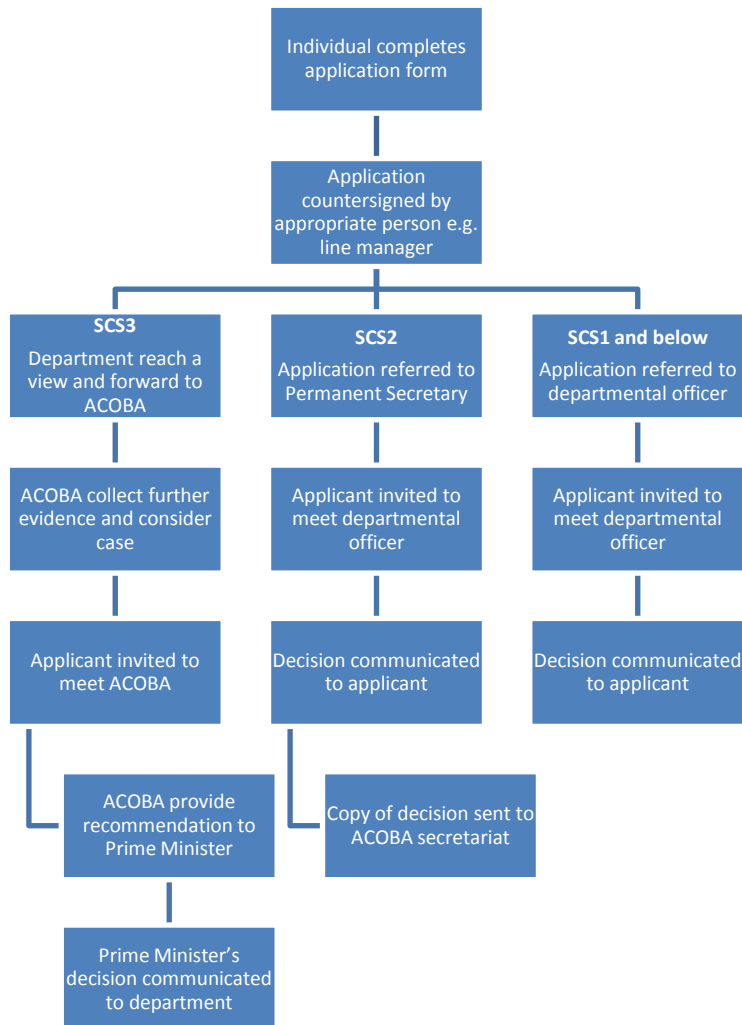 Individual completes
application form
Application
countersigned by
appropriate person e.g.
line manager
SCS3
Department reach a
view and forward to
ACOBA
SCS2
Application referred to
Permanent Secretary
SCS1 and below
Application referred to
departmental officer
ACOBA collect further
evidence and consider
case
Applicant invited to
meet departmental
officer
Applicant invited to
meet departmental
officer
Applicant invited to
meet ACOBA
Decision communicated
to applicant
Decision communicated
to applicant
ACOBA provide
recommendation to
Prime Minister
Copy of decision sent to
ACOBA secretariat
Prime Minister’s
decision communicated
to department